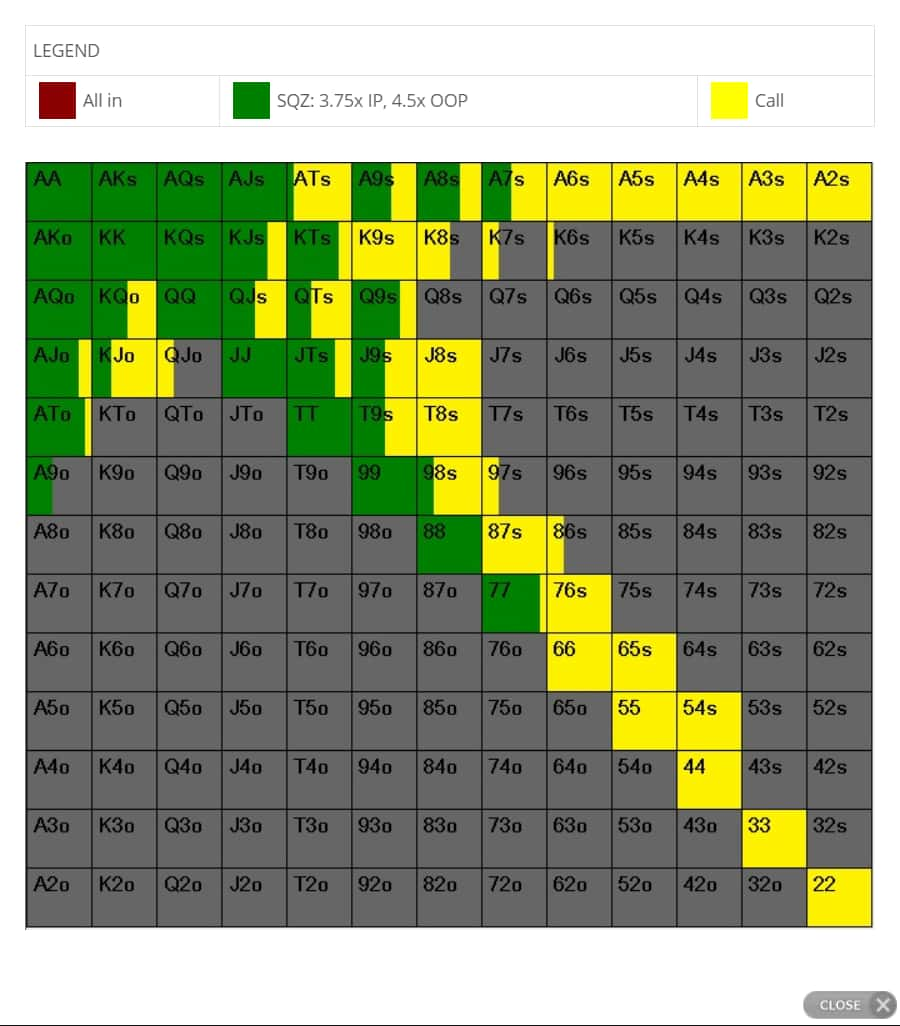 LEGEND
All in SQZ: 3.75x IP, 4.5x OOP Call
AA AKs AQs AJs ATs A9s A8s A7s A6s A5s A4s A3s A2s
AKo KK KQs KJs KTs K9s K8s K7s K6s K5s K4s K3s K2s
AQo KQo QQ QJs QTs Q9s Q8s Q7s Q6s Q5s Q4s Q3s Q2s
AJo KJo QJo JJ JTs J9s J8s J7s J6s J5s J4s J3s J2s
ATo KTo QTo JTo TT T9s T8s T7s T6s T5s T4s T3s T2s
A9o K9o Q9o J9o T9o 99 98s 97s 96s 95s 94s 93s 92s
A8o K8o Q8o J8o T8o 98o 88 87s 86s 85s 84s 83s 82s
A7o K7o Q7o J7o T7o 97o 87o 77 76s 75s 74s 73s 72s
A6o K6o Q6o J6o T6o 96o 86o 76o 66 65s 64s 63s 62s
A5o K5o Q5o J5o T5o 95o 85o 75o 65o 55 54s 53s 52s
A4o K4o Q4o J4o T4o 94o 84o 74o 64o 54o 44 43s 42s
A3o K3o Q3o J3o T3o 93o 83o 73o 63o 53o 43o 33 32s
A2o K2o Q2o J2o T2o 92o 82o 72o 62o 52o 42o 32o 22
CLOSE